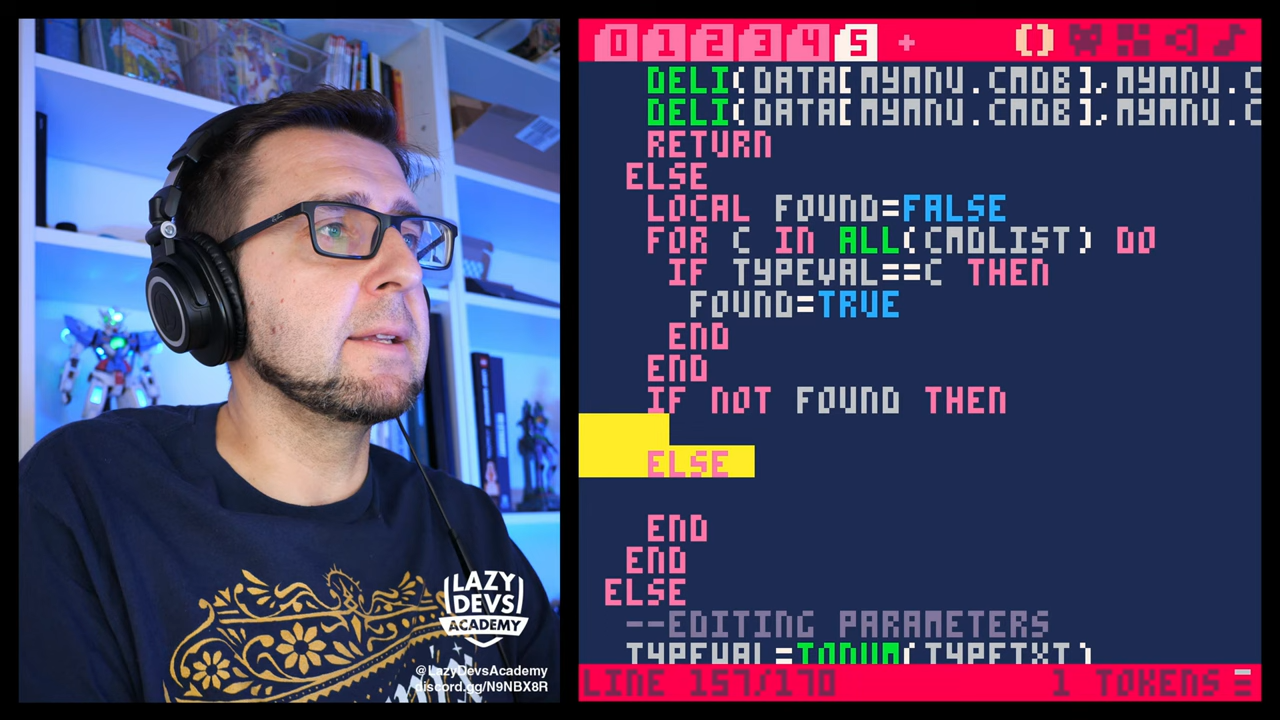 LAZY
DEVS
ACADEMY
@LazyDevsAcademy
discord.gg/N9NBX8R
0 1 2 3 4 5 + ()
DELI(DATA[MYMNU.CMDB],MYMNU.C
DELI(DATA[MYMNU.CMDB],MYMNU.C
RETURN
ELSE
LOCAL FOUND=FALSE
FOR C IN ALL(CMDLIST) DO
IF TYPEVAL==C THEN
FOUND=TRUE
END
END
IF NOT FOUND THEN
ELSE
END
END
ELSE
--EDITING PARAMETERS
TYPEVAL=TONUM(TYPETXT)
LINE 157/170 1 TOKENS